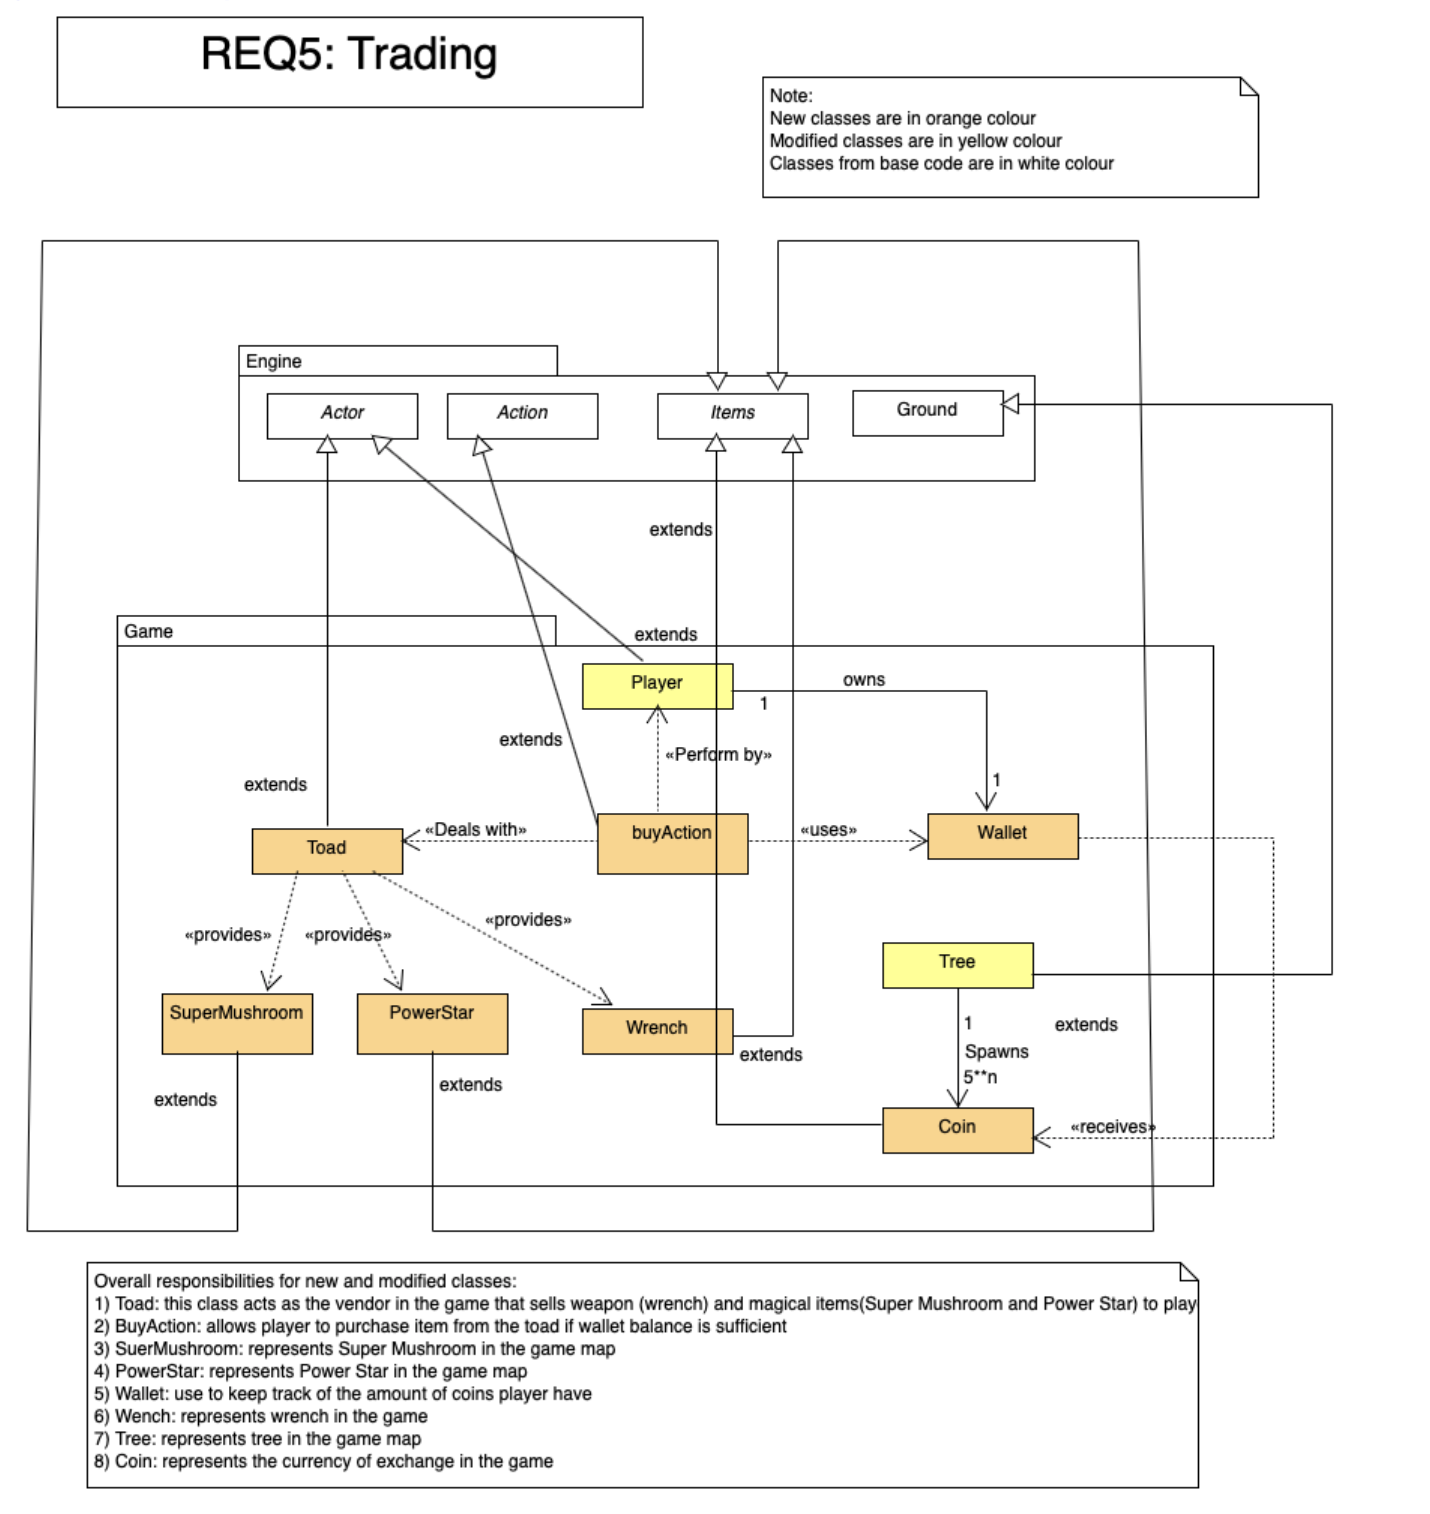 REQ5: Trading
Note:
New classes are in orange colour
Modified classes are in yellow colour
Classes from base code are in white colour
Engine
Actor
Action
Items
Ground
extends
Game
extends
Player
owns
1
extends
«Perform by»
extends
1
«Deals with»
buyAction
«uses»
Wallet
Toad
«provides»
«provides»
«provides»
Tree
SuperMushroom
PowerStar
Wrench
1
extends
Spawns
extends
5**n
extends
extends
Coin
«receives»
Overall responsibilities for new and modified classes:
1) Toad: this class acts as the vendor in the game that sells weapon (wrench) and magical items(Super Mushroom and Power Star) to play
2) BuyAction: allows player to purchase item from the toad if wallet balance is sufficient
3) SuerMushroom: represents Super Mushroom in the game map
4) PowerStar: represents Power Star in the game map
5) Wallet: use to keep track of the amount of coins player have
6) Wench: represents wrench in the game
7) Tree: represents tree in the game map
8) Coin: represents the currency of exchange in the game